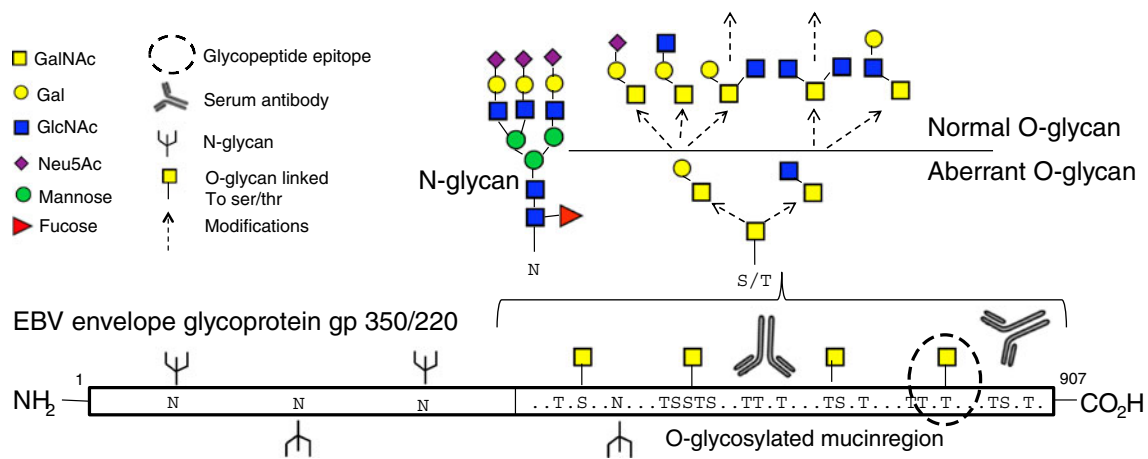 GalNAc
Gal
GlcNAc
Neu5Ac
Mannose
Fucose
Glycopeptide epitope
Serum antibody
N-glycan
O-glycan linked
To ser/thr
Modifications
N-glycan
N
Normal O-glycan
Aberrant O-glycan
S/T
EBV envelope glycoprotein gp 350/220
1
907
NH2
N
N
N
..T.S..N...TSSTS..TT.T...TS.T...TT.T...TS.T.
CO2H
O-glycosylated mucinregion